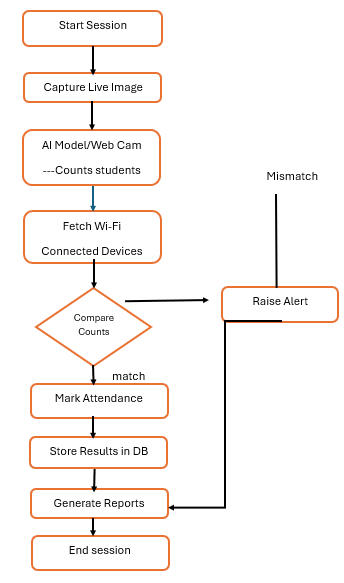 Start Session
Capture Live Image
AI Model/Web Cam
---Counts students
Fetch Wi-Fi
Connected Devices
Mismatch
Raise Alert
Compare
Counts
match
Mark Attendance
Store Results in DB
Generate Reports
End session